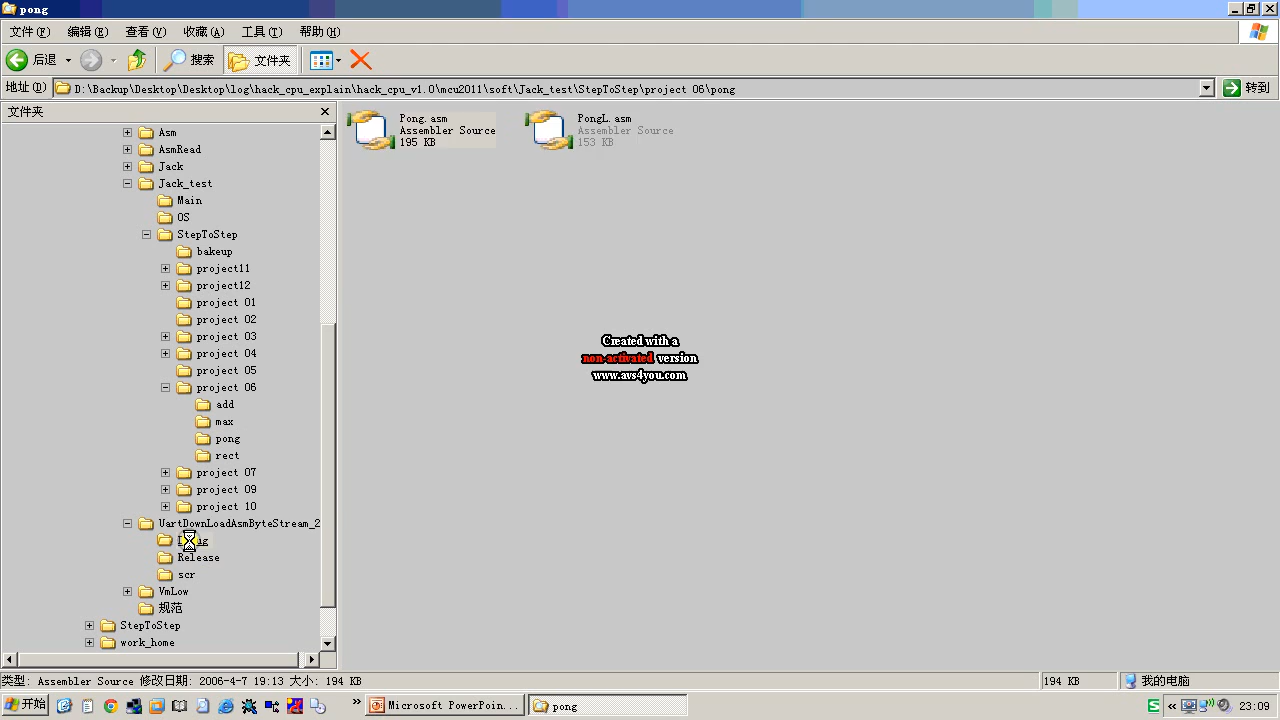 pong
文件(F) 编辑(E) 查看(V) 收藏(A) 工具(T) 帮助(H)
后退 搜索 文件夹
地址(D) D:\Backup\Desktop\Desktop\log\hack_cpu_explain\hack_cpu_v1.0\mcu2011\soft\Jack_test\StepToStep\project 06\pong 转到
文件夹
Asm
AsmRead
Jack
Jack_test
Main
OS
StepToStep
bakeup
project11
project12
project 01
project 02
project 03
project 04
project 05
project 06
add
max
pong
rect
project 07
project 09
project 10
UartDownLoadAsmByteStream_2
Release
scr
VmLow
规范
StepToStep
work_home
Pong.asm
Assembler Source
195 KB
PongL.asm
Assembler Source
153 KB
Created with a
non-activated version
www.avs4you.com
类型: Assembler Source 修改日期: 2006-4-7 19:13 大小: 194 KB 194 KB 我的电脑
开始 » Microsoft PowerPoin... pong « 23:09